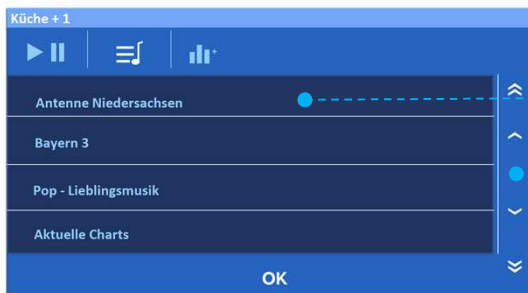 Küche + 1
Antenne Niedersachsen
Bayern 3
Pop - Lieblingsmusik
Aktuelle Charts
OK